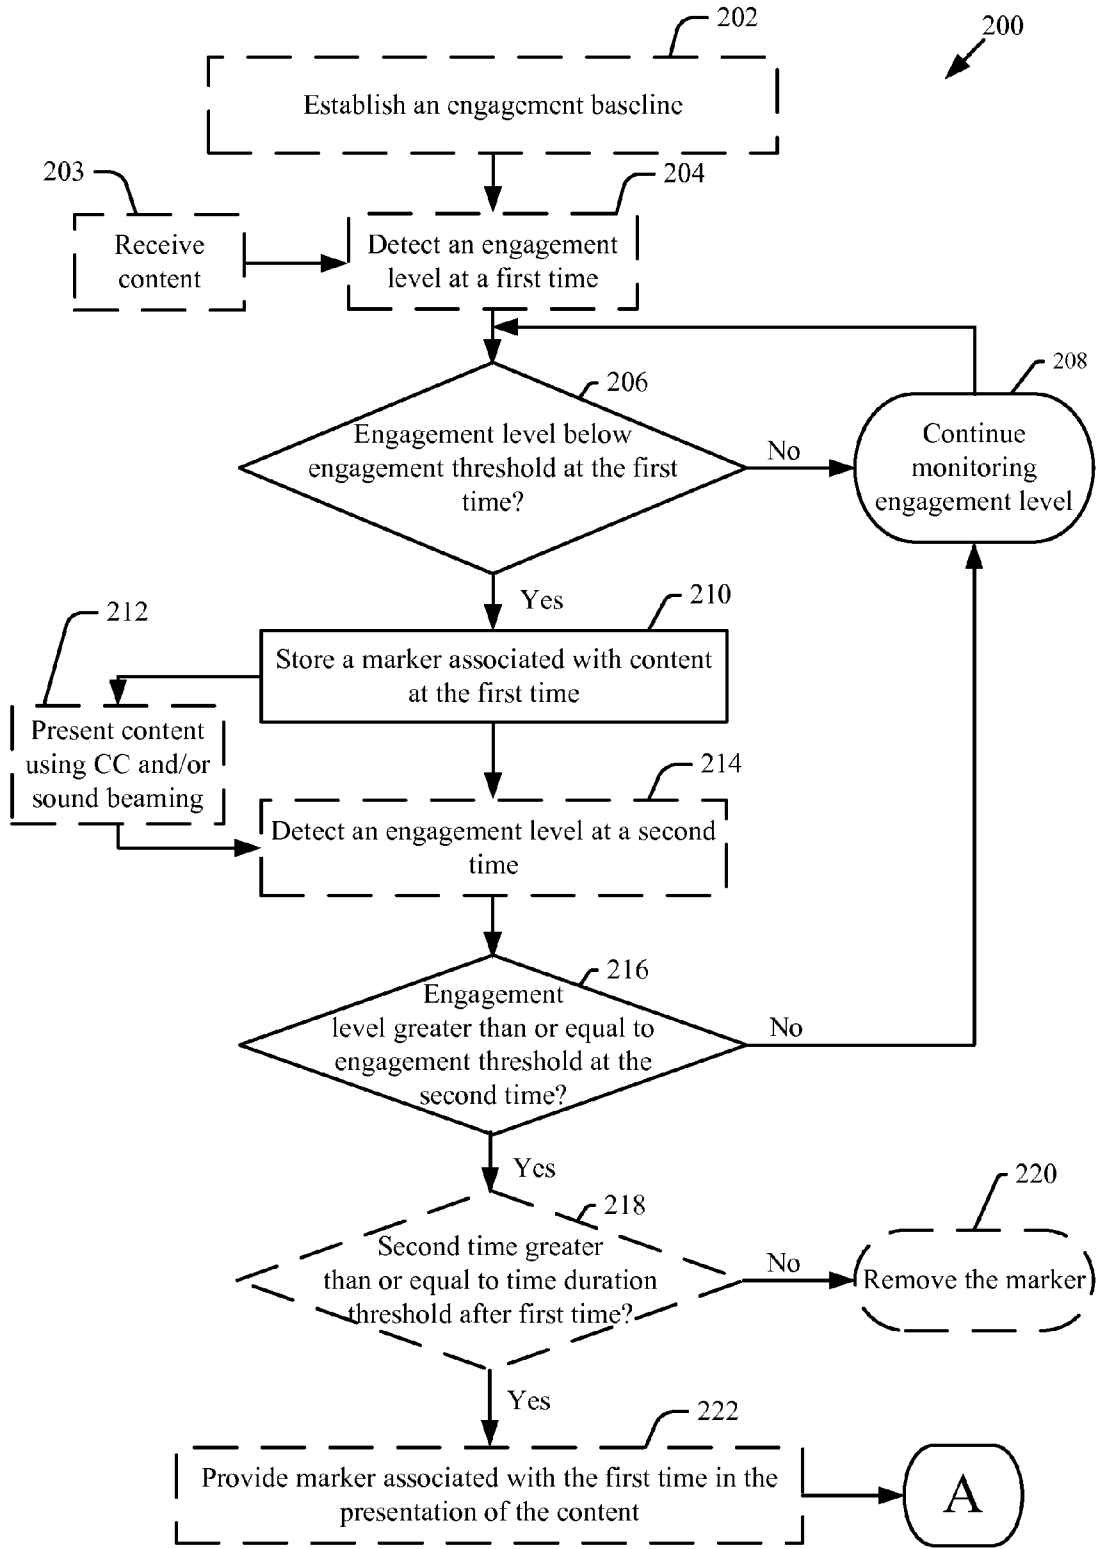 202
200
Establish an engagement baseline
203
204
Receive
content
Detect an engagement
level at a first time
208
206
Engagement level below
engagement threshold at the first
time?
No
Continue
monitoring
engagement level
Yes
210
212
Store a marker associated with content
at the first time
Present content
using CC and/or
sound beaming
214
Detect an engagement level at a second
time
216
Engagement
level greater than or equal to
engagement threshold at the
second time?
No
Yes
220
218
Second time greater
than or equal to time duration
threshold after first time?
No
Remove the marker
Yes
222
Provide marker associated with the first time in the
presentation of the content
A